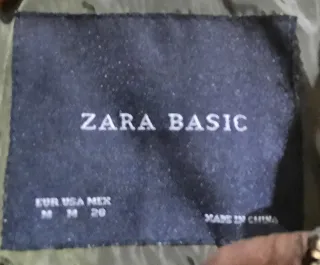 ZARA BASIC
EUR USA MEX
M M 28
MADE IN CHINA